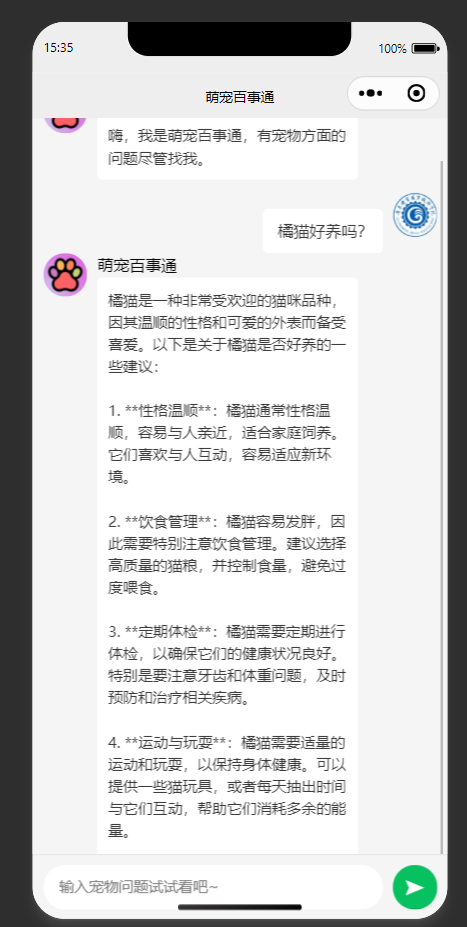 15:35
100%
萌宠百事通
嗨，我是萌宠百事通，有宠物方面的
问题尽管找我。
橘猫好养吗？
萌宠百事通
橘猫是一种非常受欢迎的猫咪品种，
因其温顺的性格和可爱的外表而备受
喜爱。以下是关于橘猫是否好养的一
些建议：
1. **性格温顺**：橘猫通常性格温
顺，容易与人亲近，适合家庭饲养。
它们喜欢与人互动，容易适应新环
境。
2. **饮食管理**：橘猫容易发胖，因
此需要特别注意饮食管理。建议选择
高质量的猫粮，并控制食量，避免过
度喂食。
3. **定期体检**：橘猫需要定期进行
体检，以确保它们的健康状况良好。
特别是要注意牙齿和体重问题，及时
预防和治疗相关疾病。
4. **运动与玩耍**：橘猫需要适量的
运动和玩耍，以保持身体健康。可以
提供一些猫玩具，或者每天抽出时间
与它们互动，帮助它们消耗多余的能
量。
输入宠物问题试试看吧~